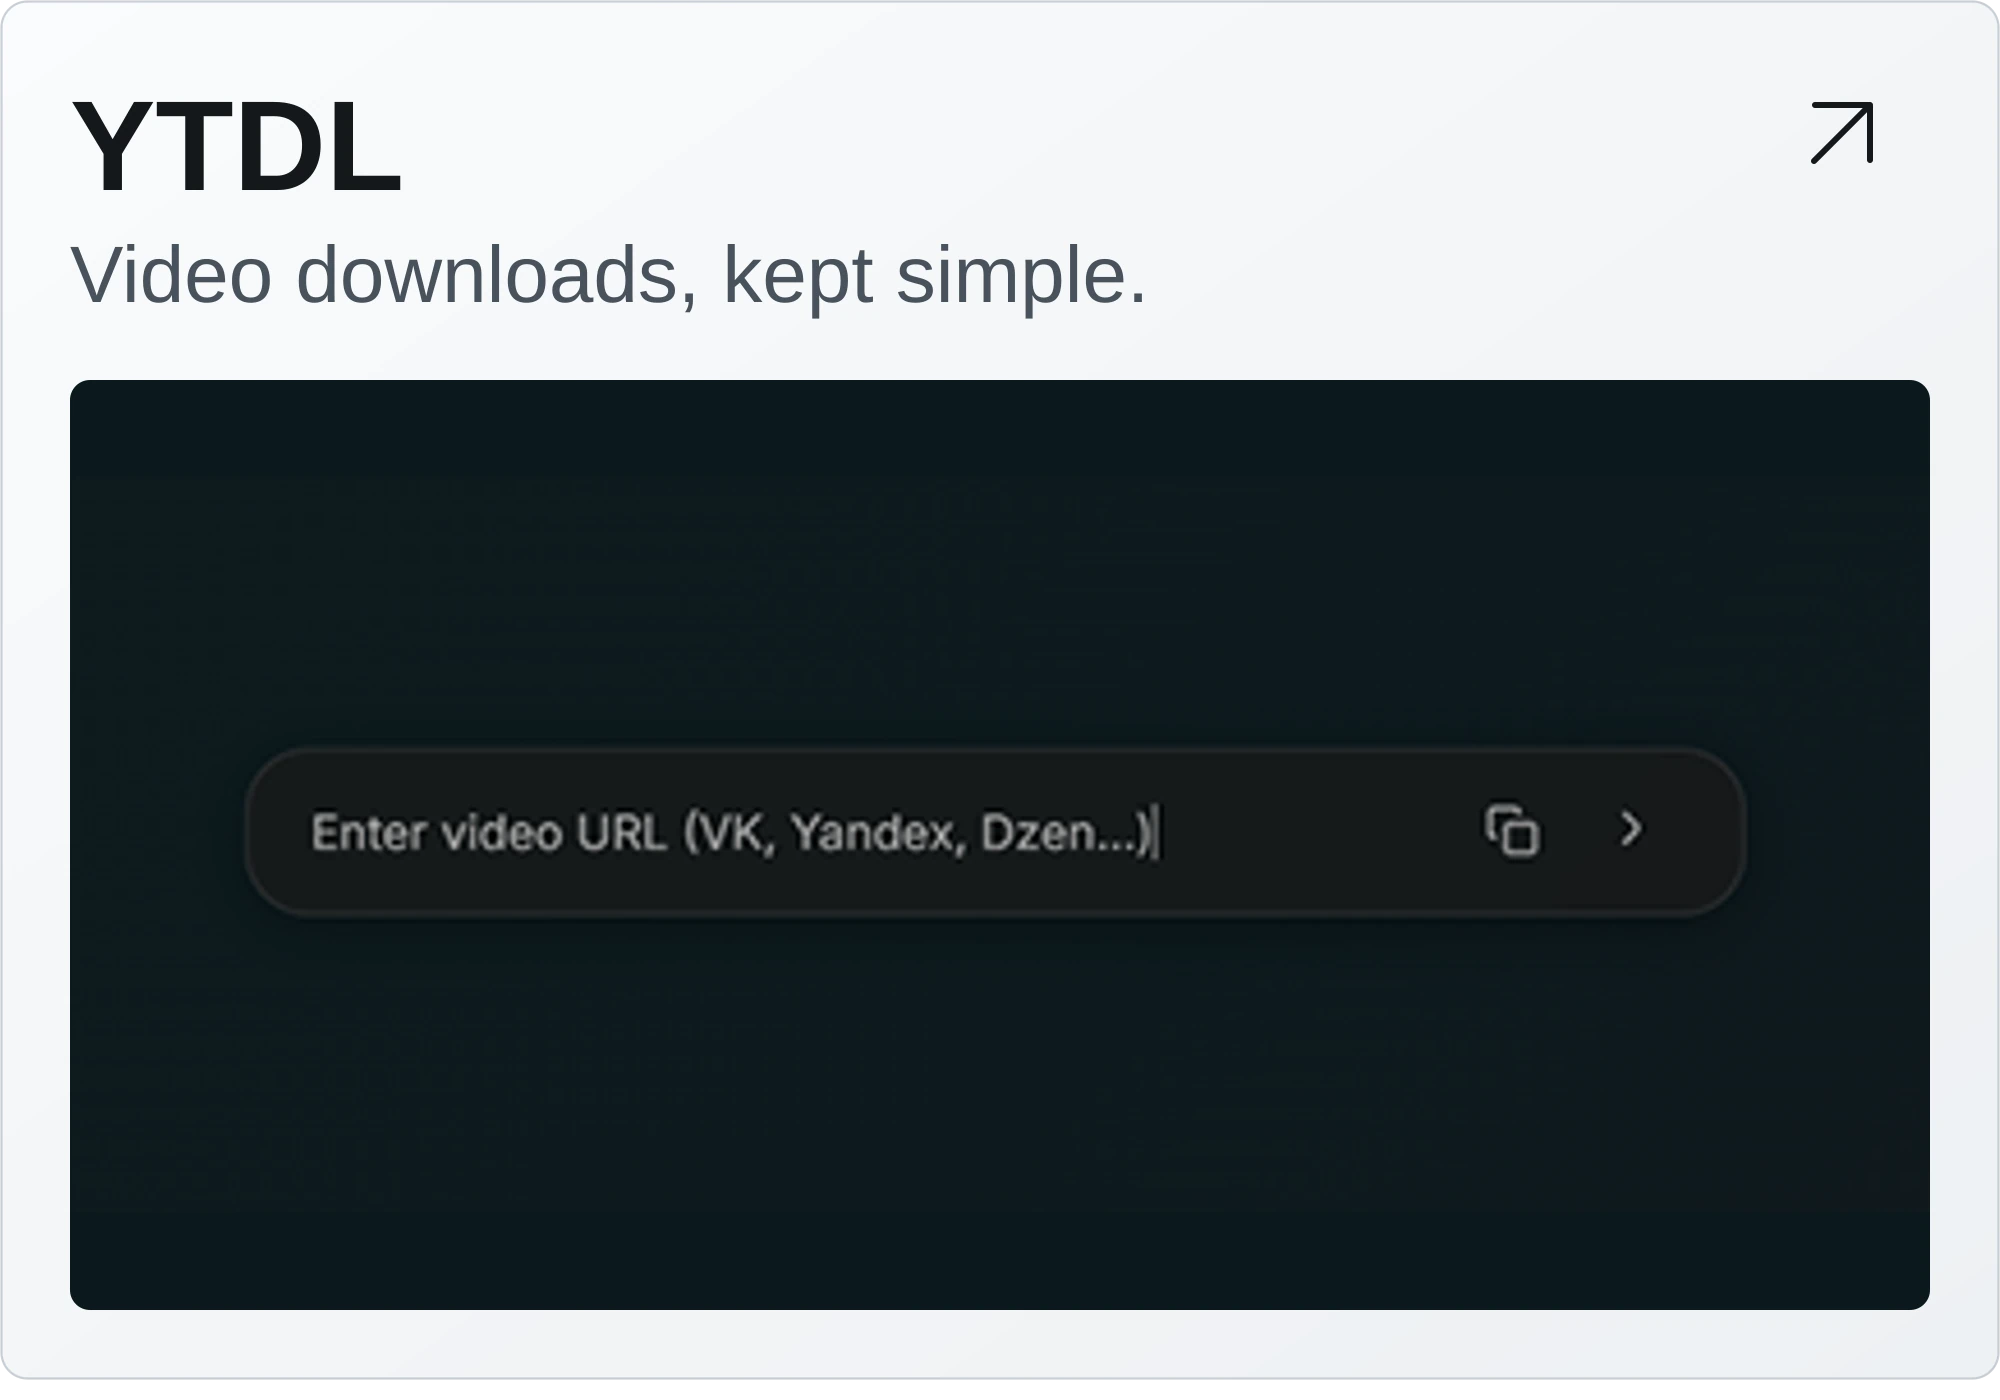 YTDL
Video downloads, kept simple.
Enter video URL (VK, Yandex, Dzen...)